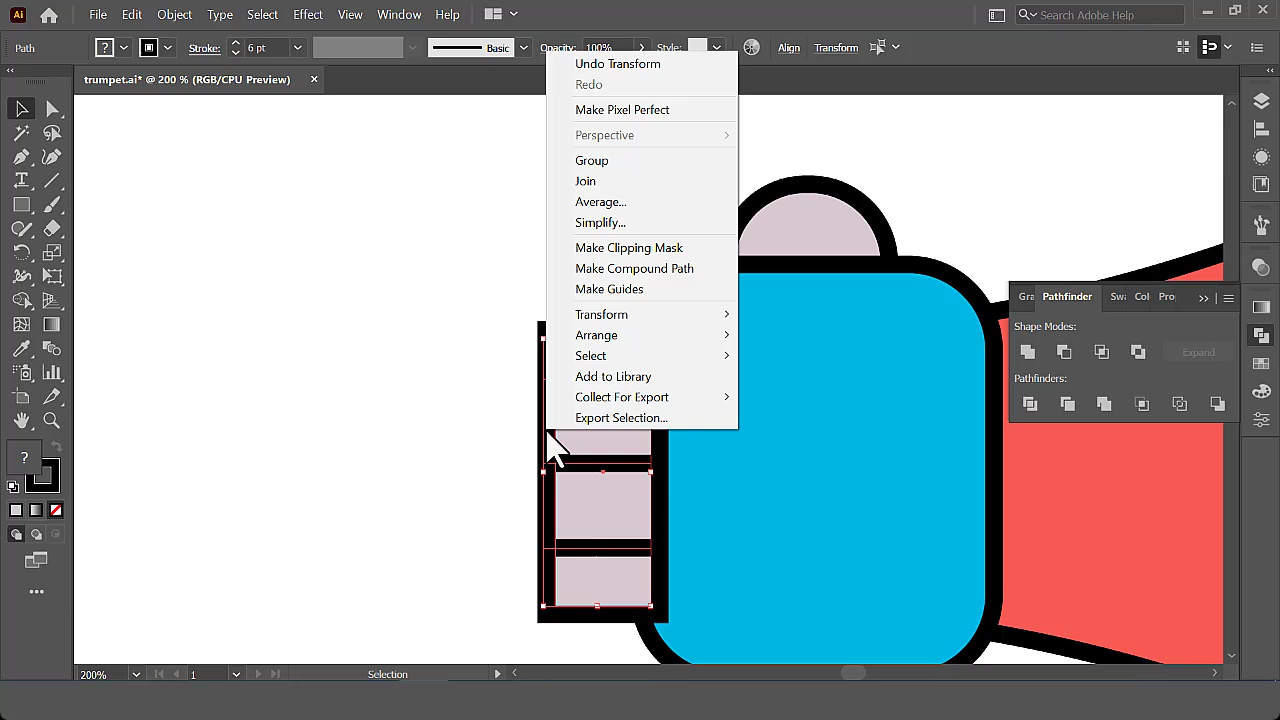 Ai File Edit Object Type Select Effect View Window Help Search Adobe Help
Path ? Stroke: 6 pt Basic Opacity: 100% Style: Align Transform
trumpet.ai* @ 200 % (RGB/CPU Preview)
Undo Transform
Redo
Make Pixel Perfect
Perspective
Group
Join
Average...
Simplify...
Make Clipping Mask
Make Compound Path
Make Guides
Transform
Arrange
Select
Add to Library
Collect For Export
Export Selection...
Gra Pathfinder Swa Col Pro
Shape Modes:
Expand
Pathfinders:
?
200% 1 Selection